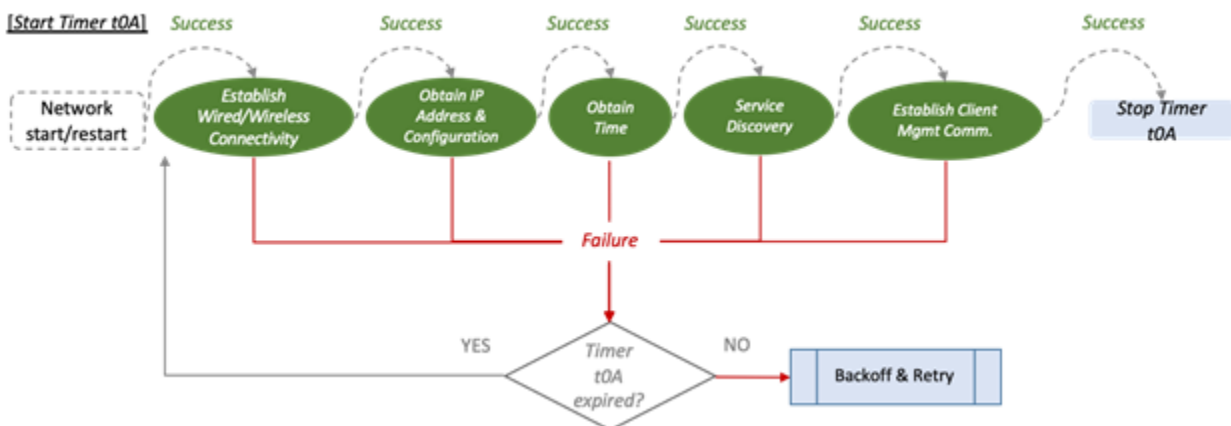 [Start Timer t0A]
Success
Success
Success
Success
Success
Success
Network
start/restart
Establish
Wired/Wireless
Connectivity
Obtain IP
Address &
Configuration
Obtain
Time
Service
Discovery
Establish Client
Mgmt Comm.
Stop Timer
t0A
Failure
YES
Timer
t0A
expired?
NO
Backoff & Retry